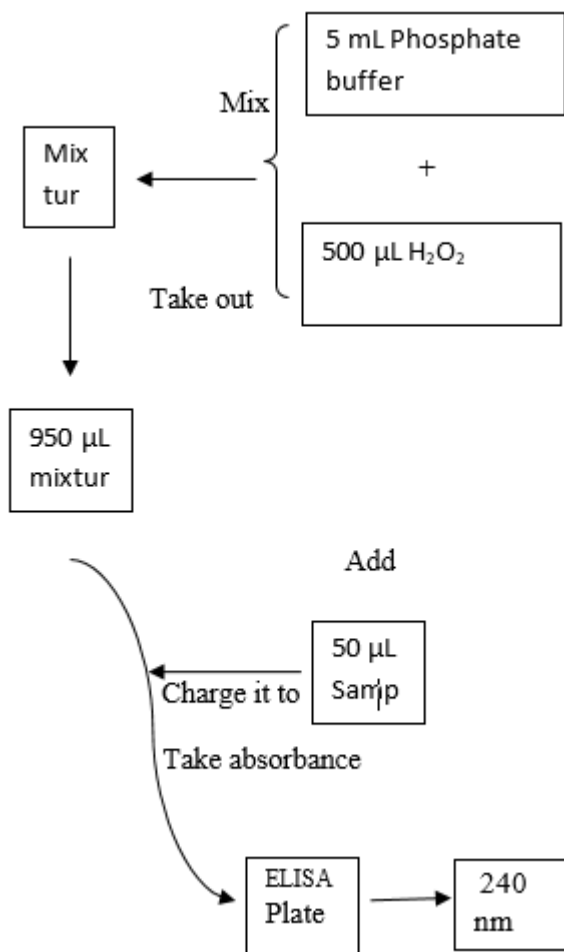 5 mL Phosphate
buffer
Mix
+
Mix
tur
500 µL H₂O₂
Take out
950 µL
mixtur
Add
50 µL
Samp
Charge it to
Take absorbance
ELISA
Plate
240
nm